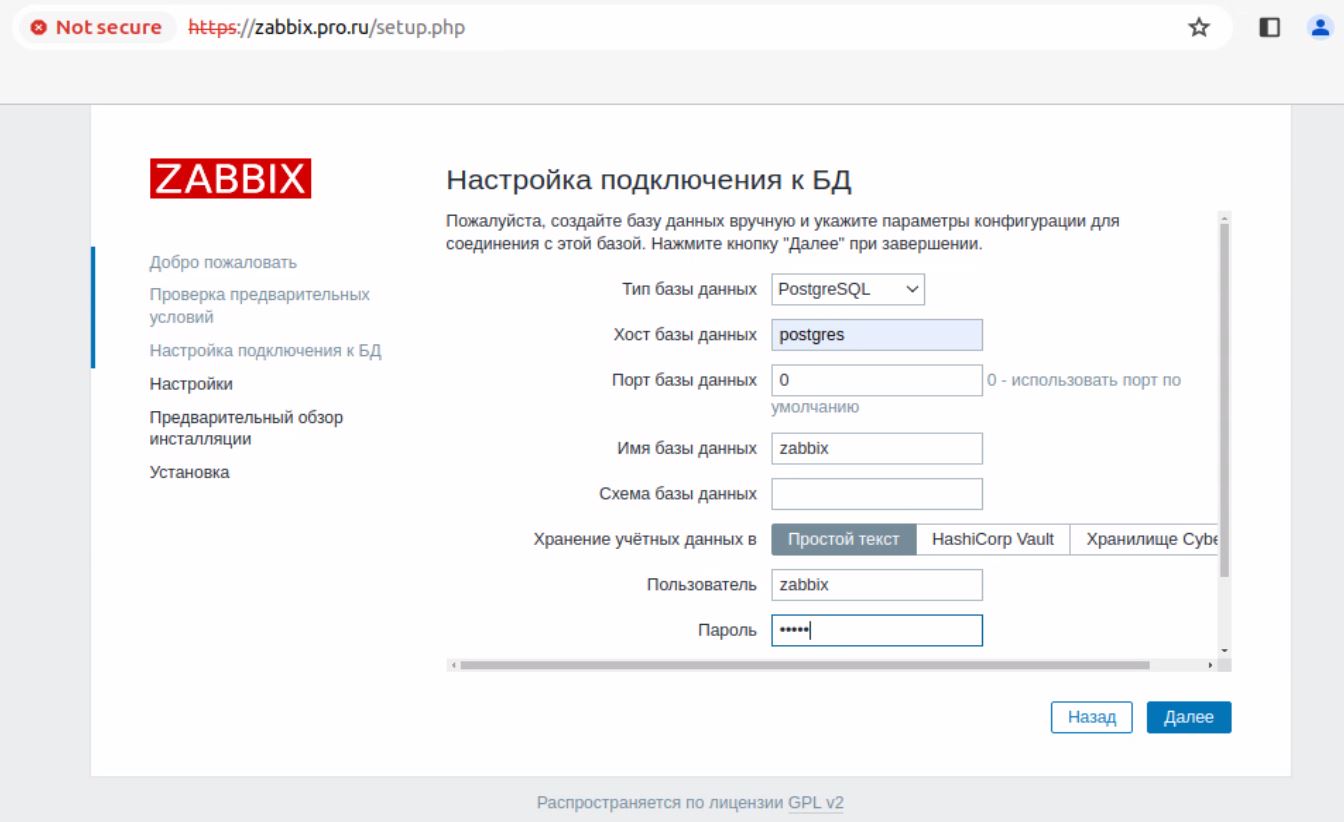 Not secure https://zabbix.pro.ru/setup.php
ZABBIX
Добро пожаловать
Проверка предварительных
условий
Настройка подключения к БД
Настройки
Предварительный обзор
инсталляции
Установка
Настройка подключения к БД
Пожалуйста, создайте базу данных вручную и укажите параметры конфигурации для
соединения с этой базой. Нажмите кнопку "Далее" при завершении.
Тип базы данных PostgreSQL
Хост базы данных postgres
Порт базы данных 0 0 - использовать порт по
умолчанию
Имя базы данных zabbix
Схема базы данных
Хранение учётных данных в Простой текст HashiCorp Vault Хранилище Cybe
Пользователь zabbix
Пароль •••••
Назад Далее
Распространяется по лицензии GPL v2